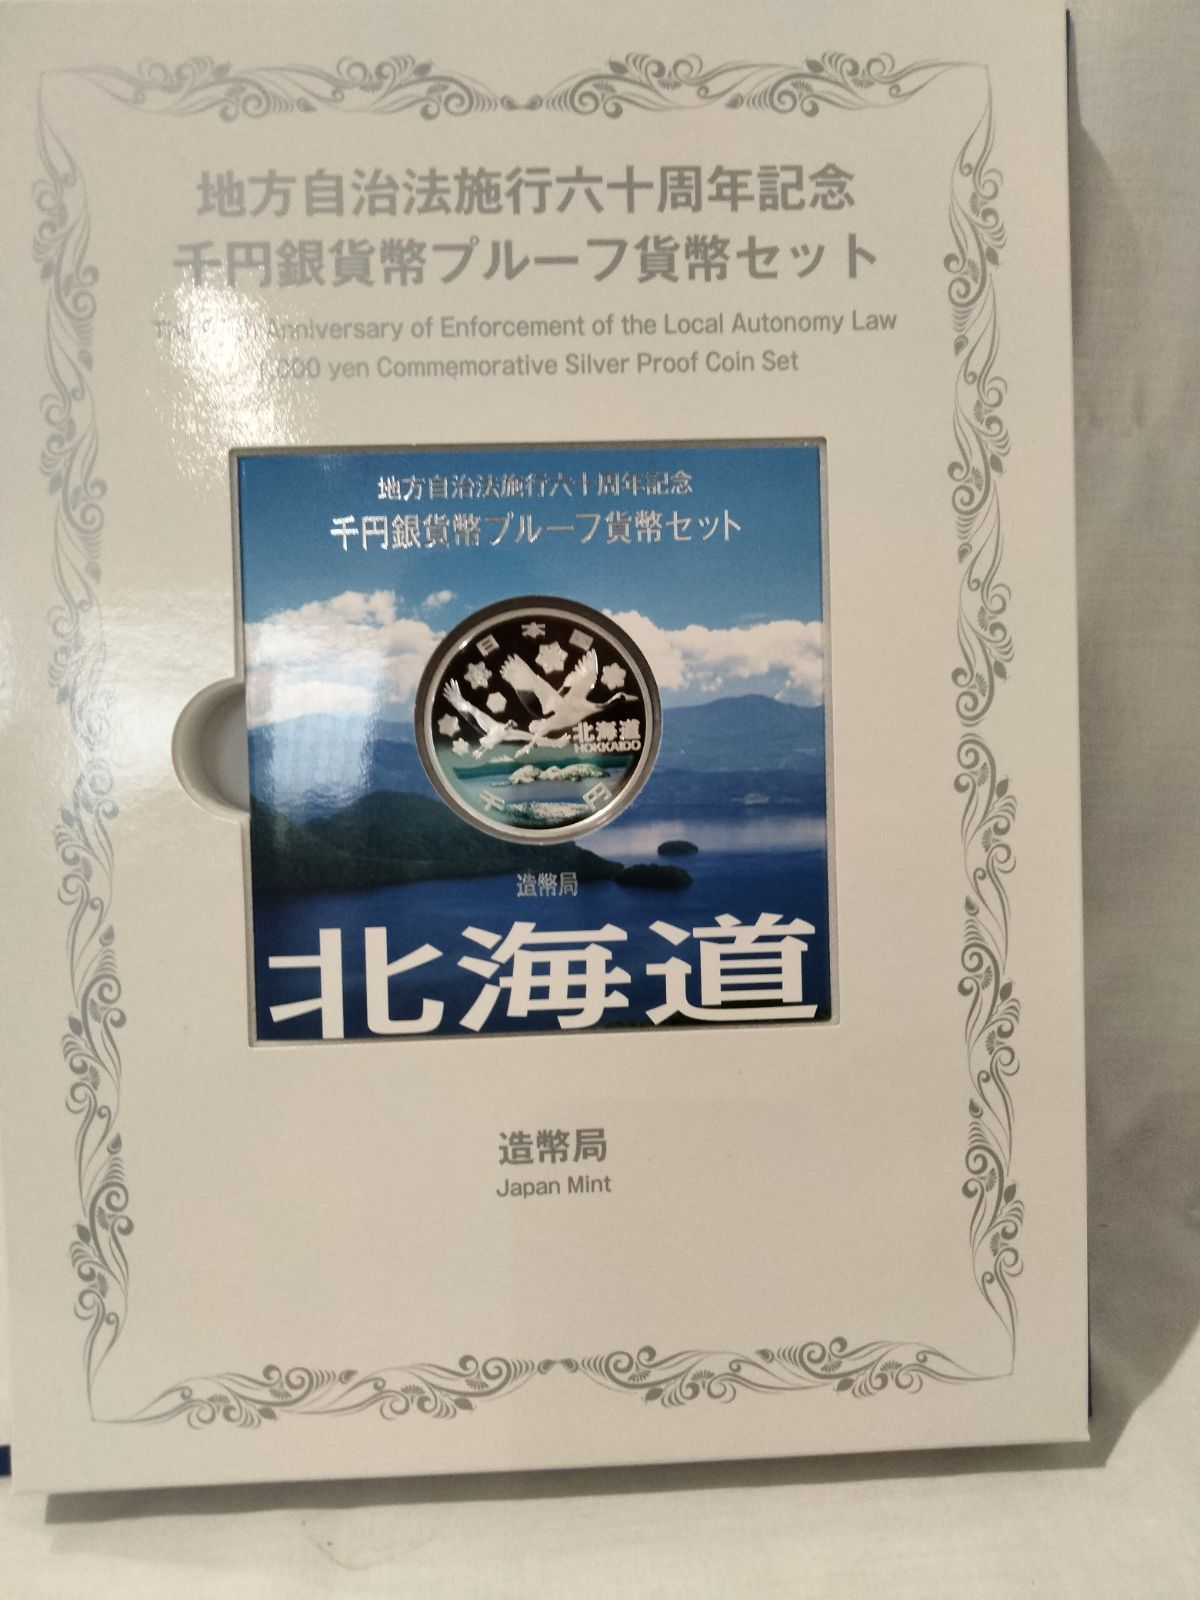 地方自治法施行六十周年記念
千円銀貨幣プルーフ貨幣セット
Anniversary of Enforcement of the Local Autonomy Law
000 yen Commemorative Silver Proof Coin Set
地方自治法施行六十周年記念
千円銀貨幣プルーフ貨幣セット
日本国
北海道
HOKKAIDO
千円
造幣局
北海道
造幣局
Japan Mint